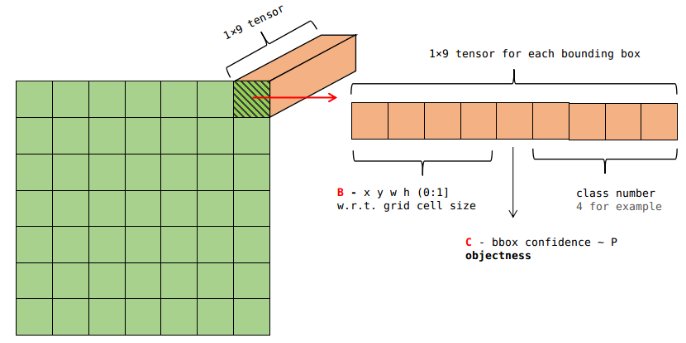 1×9 tensor
1×9 tensor for each bounding box
B - x y w h (0:1]
w.r.t. grid cell size
class number
4 for example
C - bbox confidence ~ P
objectness